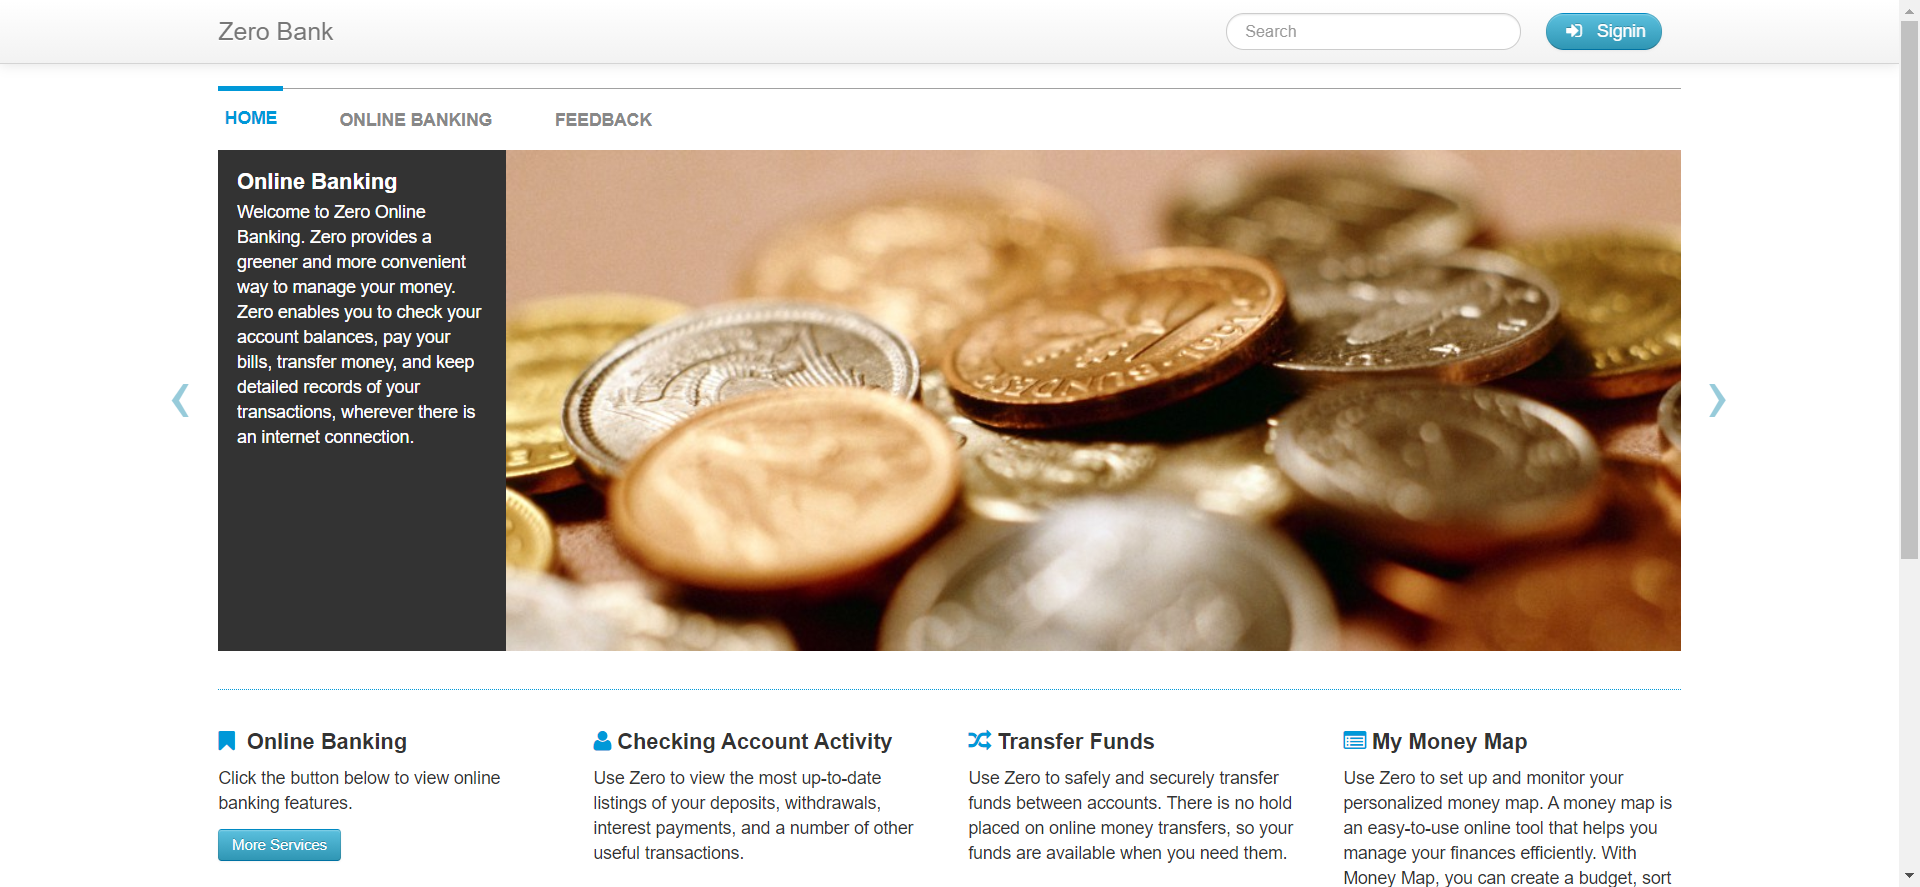 Zero Bank
Search
Signin
HOME
ONLINE BANKING
FEEDBACK
Online Banking
Welcome to Zero Online
Banking. Zero provides a
greener and more convenient
way to manage your money.
Zero enables you to check your
account balances, pay your
bills, transfer money, and keep
detailed records of your
transactions, wherever there is
an internet connection.
Online Banking
Click the button below to view online
banking features.
More Services
Checking Account Activity
Use Zero to view the most up-to-date
listings of your deposits, withdrawals,
interest payments, and a number of other
useful transactions.
Transfer Funds
Use Zero to safely and securely transfer
funds between accounts. There is no hold
placed on online money transfers, so your
funds are available when you need them.
My Money Map
Use Zero to set up and monitor your
personalized money map. A money map is
an easy-to-use online tool that helps you
manage your finances efficiently. With
Money Map, you can create a budget, sort